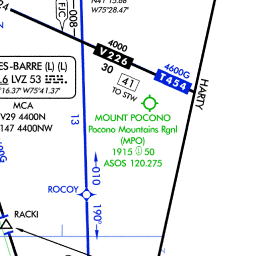 24
FJC
008
N41°15.68'
W75°28.47'
4000
V226
30
41
TO STW
4600G
T454
HARTY
ES-BARRE (L) (L)
.6 LVZ 53
°16.37' W75°41.37'
MCA
V29 4400N
147 4400NW
13
MOUNT POCONO
Pocono Mountains Rgnl
(MPO)
1915 50
ASOS 120.275
010
ROCOY
190°
RACKI